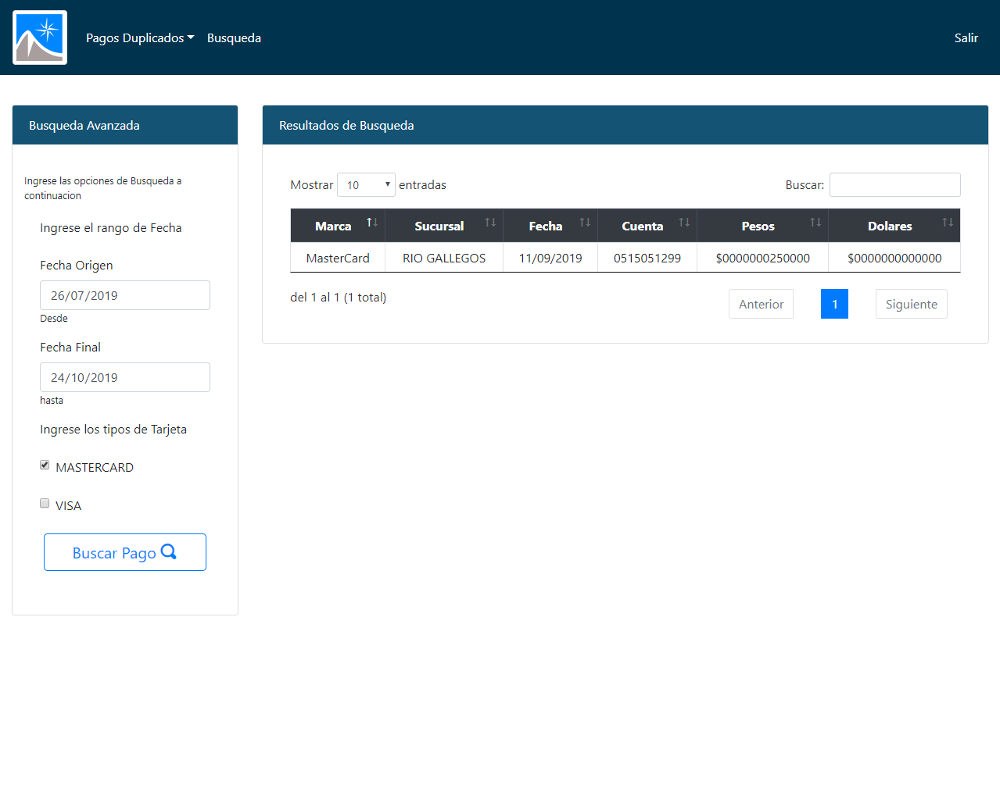 Pagos Duplicados Busqueda Salir
Busqueda Avanzada
Ingrese las opciones de Busqueda a
continuacion
Ingrese el rango de Fecha
Fecha Origen
26/07/2019
Desde
Fecha Final
24/10/2019
hasta
Ingrese los tipos de Tarjeta
MASTERCARD
VISA
Buscar Pago
Resultados de Busqueda
Mostrar 10 entradas Buscar:
Marca Sucursal Fecha Cuenta Pesos Dolares
MasterCard RIO GALLEGOS 11/09/2019 0515051299 $0000000250000 $0000000000000
del 1 al 1 (1 total) Anterior 1 Siguiente